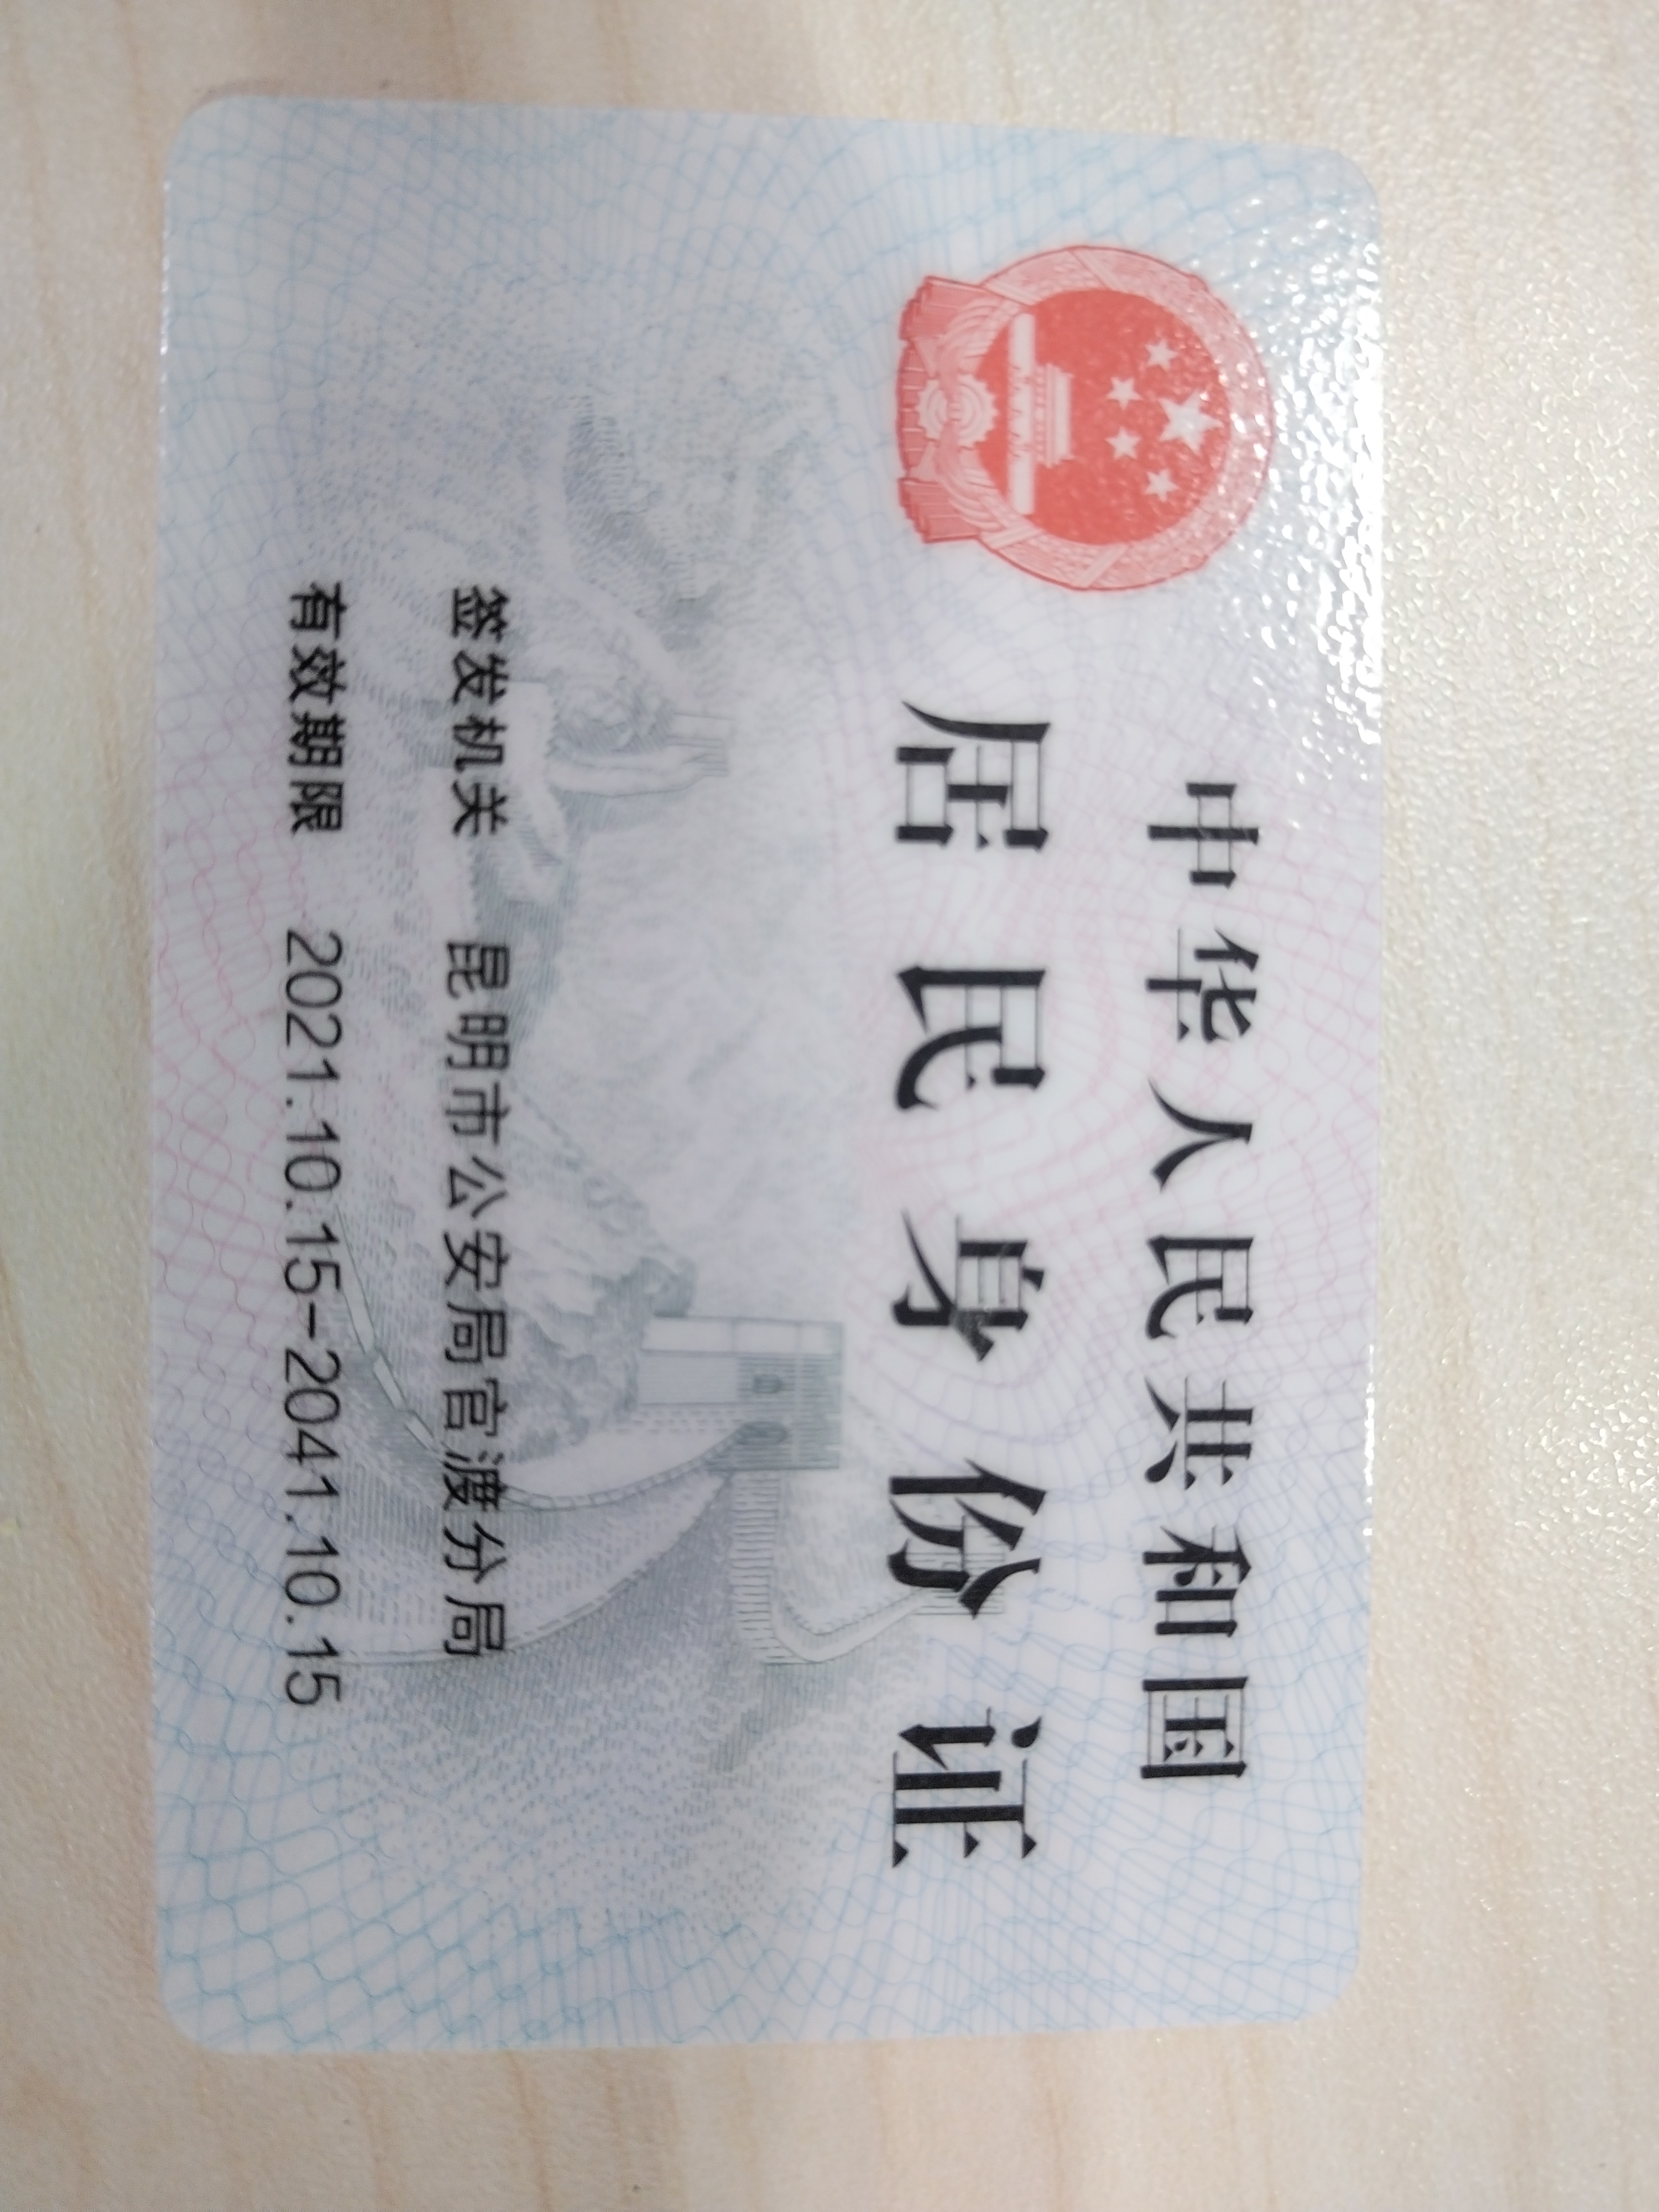 中华人民共和国
居民身份证
签发机关 昆明市公安局官渡分局
有效期限 2021.10.15-2041.10.15